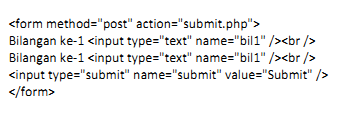 <form method="post" action="submit.php">
Bilangan ke-1 <input type="text" name="bil1" /><br />
Bilangan ke-1 <input type="text" name="bil1" /><br />
<input type="submit" name="submit" value="Submit" />
</form>